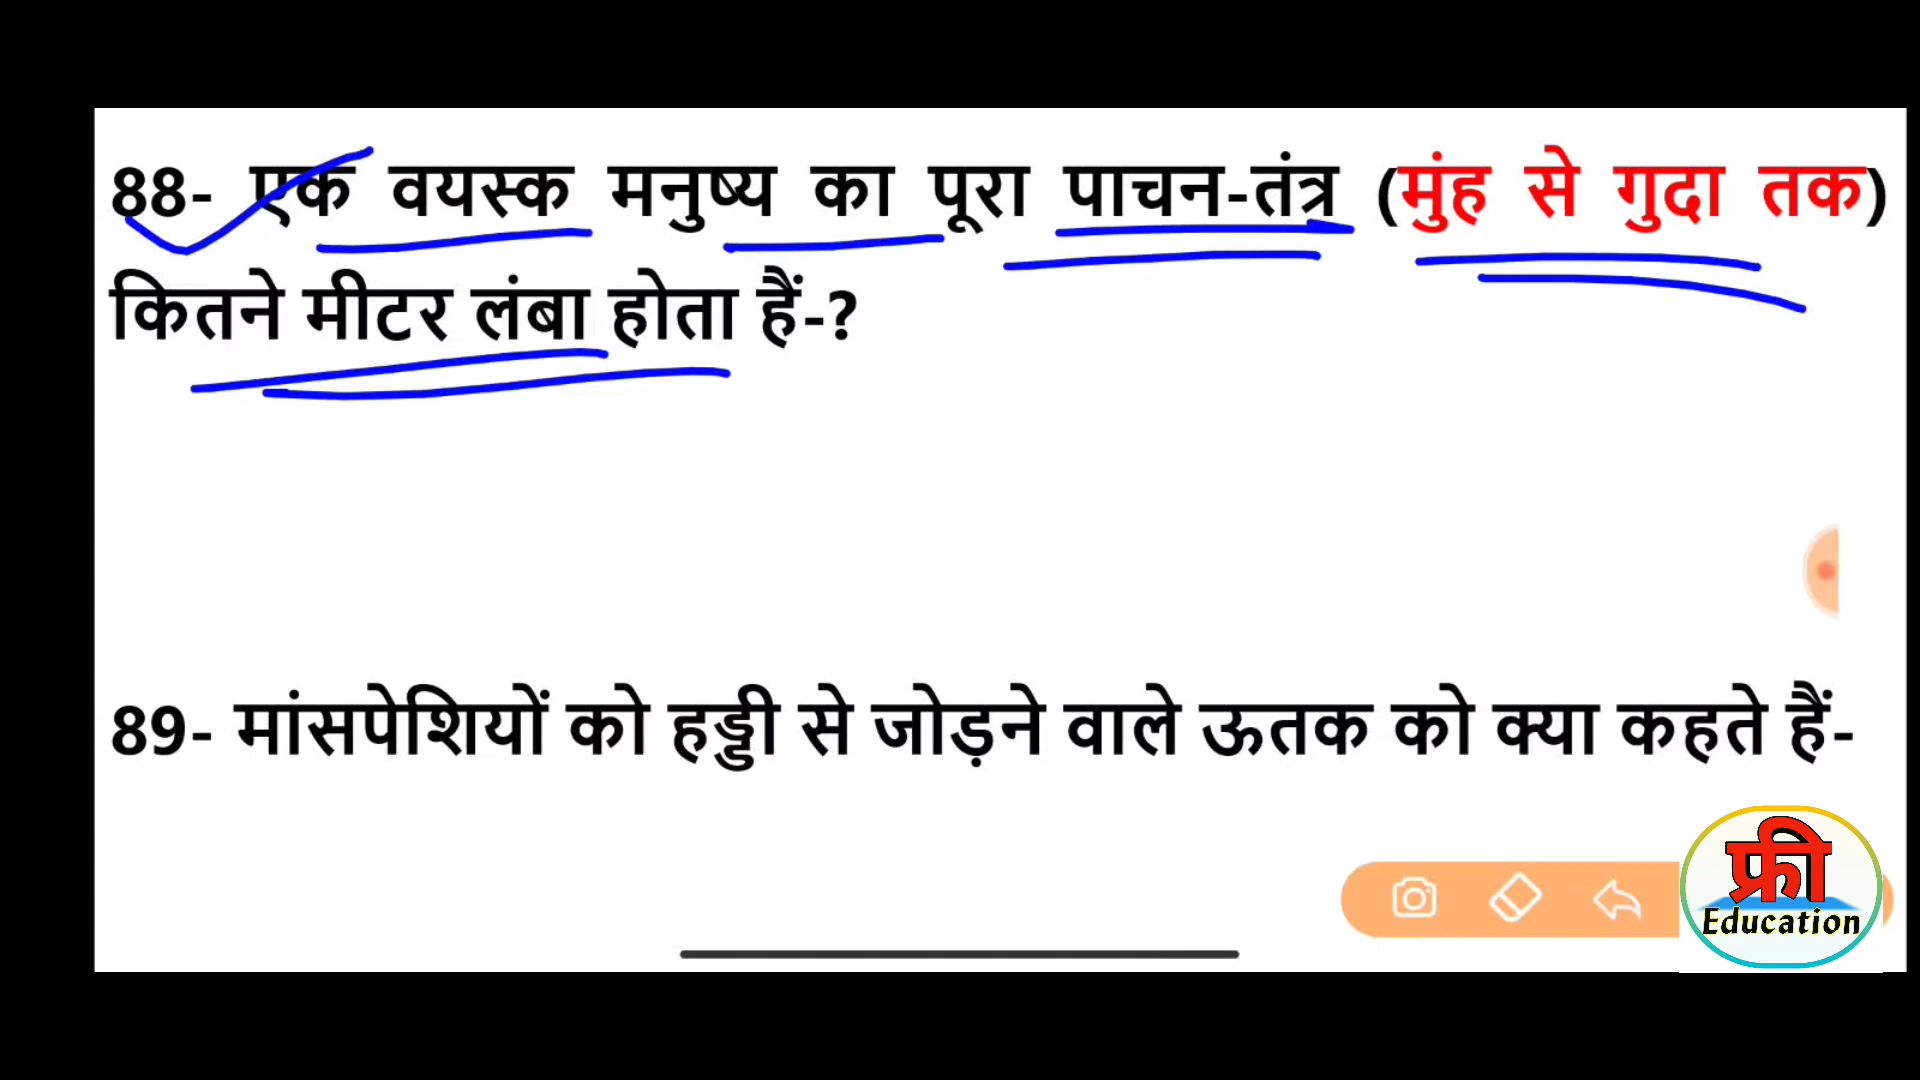 88- एक वयस्क मनुष्य का पूरा पाचन-तंत्र (मुंह से गुदा तक)
कितने मीटर लंबा होता हैं-?
89- मांसपेशियों को हड्डी से जोड़ने वाले ऊतक को क्या कहते हैं-
फ्री
Education